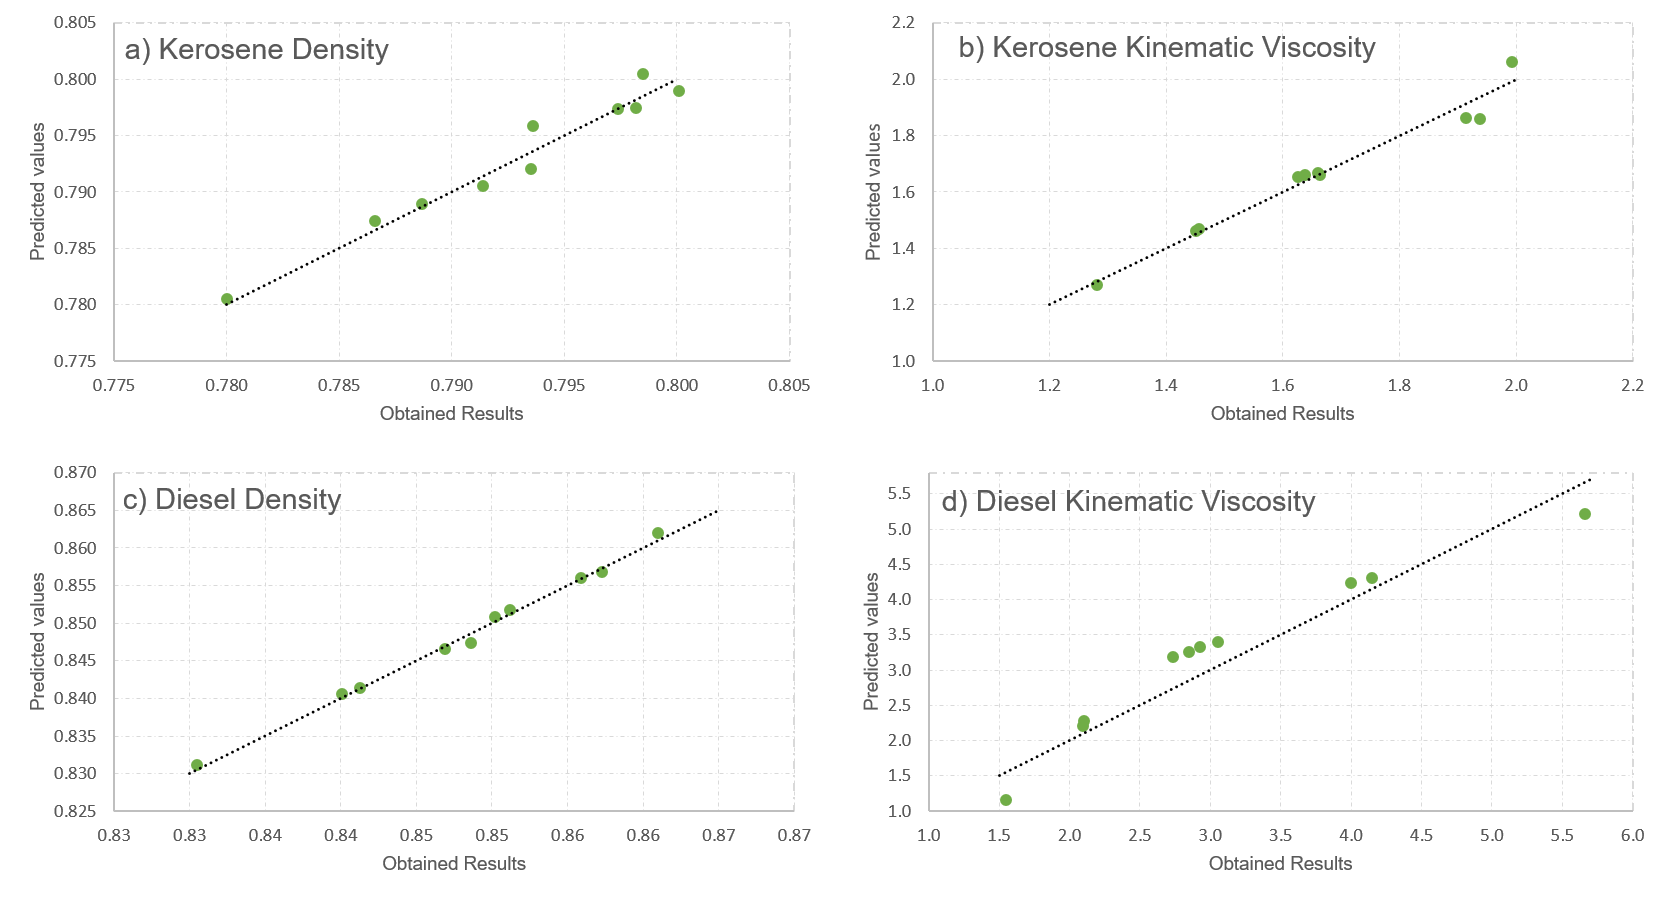 a) Kerosene Density
0.805
0.800
0.795
0.790
0.785
0.780
0.775
Predicted values
0.775 0.780 0.785 0.790 0.795 0.800 0.805
Obtained Results
b) Kerosene Kinematic Viscosity
2.2
2.0
1.8
1.6
1.4
1.2
1.0
Predicted values
1.0 1.2 1.4 1.6 1.8 2.0 2.2
Obtained Results
c) Diesel Density
0.870
0.865
0.860
0.855
0.850
0.845
0.840
0.835
0.830
0.825
Predicted values
0.83 0.83 0.84 0.84 0.85 0.85 0.86 0.86 0.87 0.87
Obtained Results
d) Diesel Kinematic Viscosity
5.5
5.0
4.5
4.0
3.5
3.0
2.5
2.0
1.5
1.0
Predicted values
1.0 1.5 2.0 2.5 3.0 3.5 4.0 4.5 5.0 5.5 6.0
Obtained Results